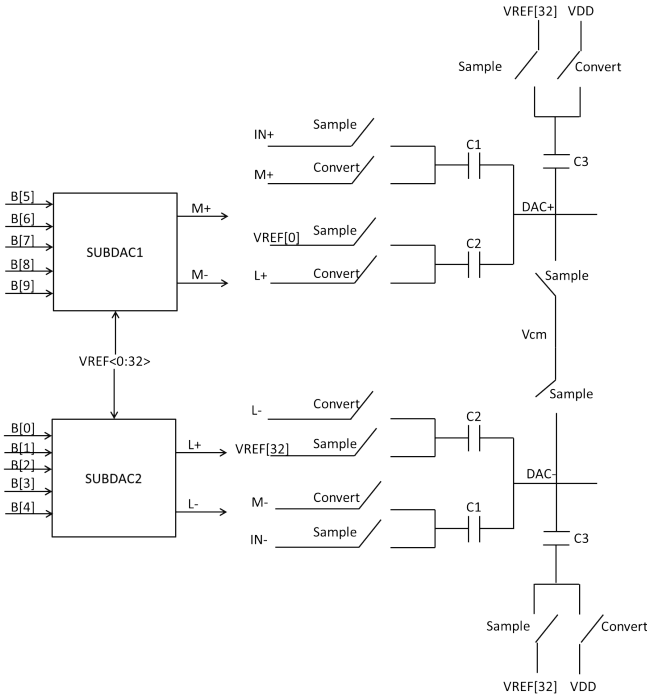 VREF[32] VDD
Sample
Convert
IN+
Sample
C1
M+
Convert
C3
B[5]
B[6]
B[7]
B[8]
B[9]
SUBDAC1
M+
M-
DAC+
VREF[0]
Sample
C2
L+
Convert
Sample
Vcm
Sample
VREF<0:32>
L-
Convert
C2
VREF[32]
Sample
B[0]
B[1]
B[2]
B[3]
B[4]
SUBDAC2
L+
L-
DAC-
M-
Convert
C1
IN-
Sample
C3
Sample
Convert
VREF[32] VDD